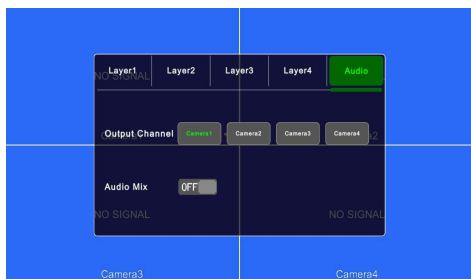 Layer1 Layer2 Layer3 Layer4 Audio
NO SIGNAL
Output Channel Camera1 Camera2 Camera3 Camera4
Audio Mix OFF
NO SIGNAL NO SIGNAL
Camera3 Camera4